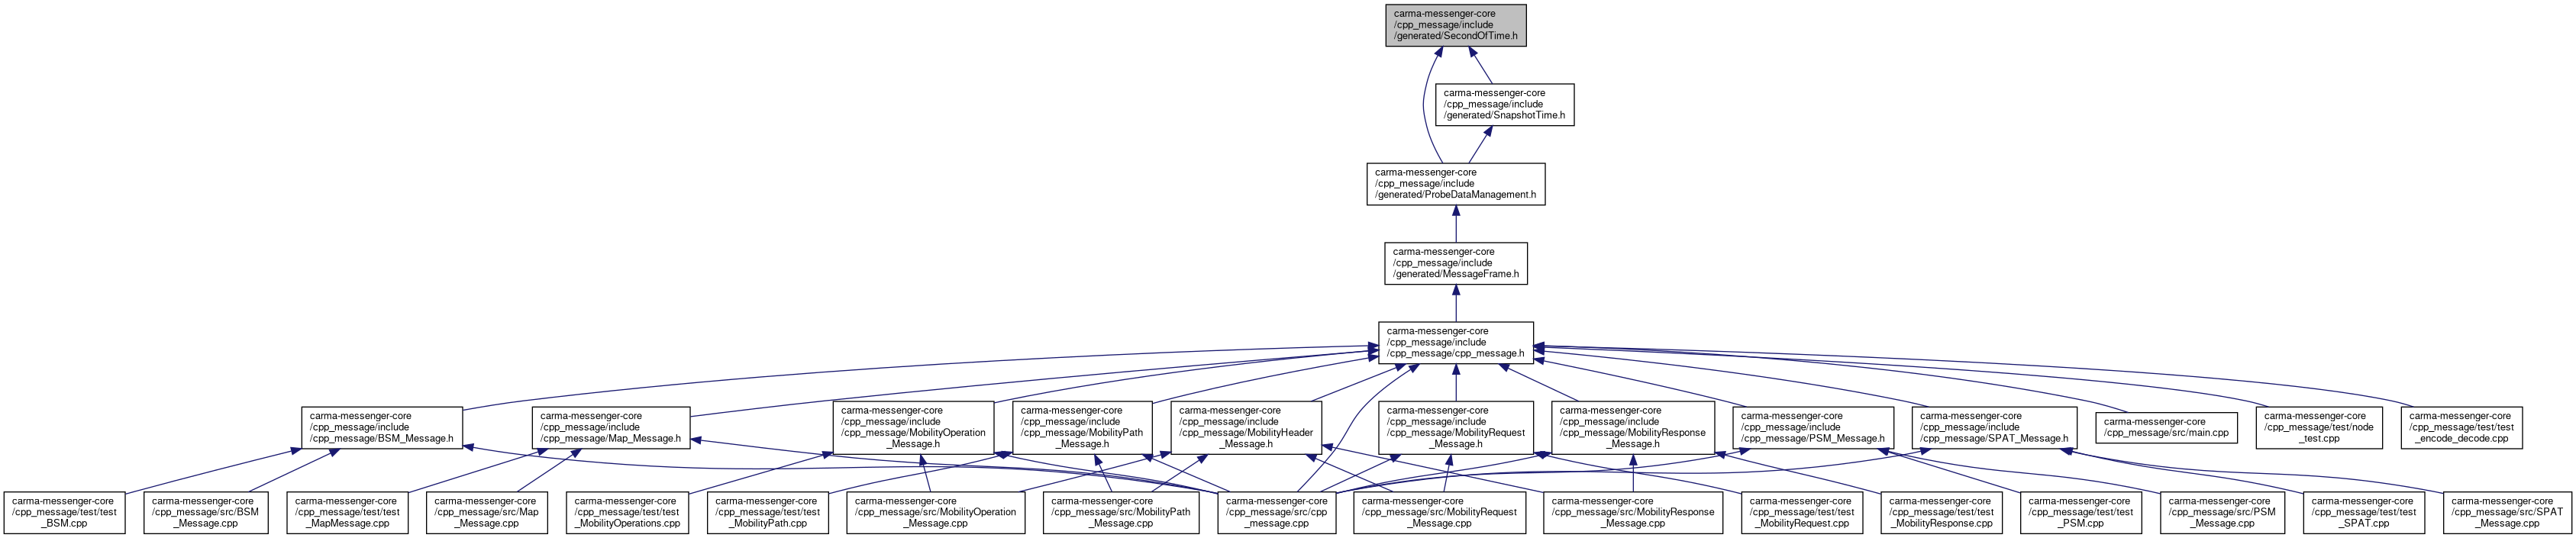 carma-messenger-core
/cpp_message/include
/generated/SecondOfTime.h
carma-messenger-core
/cpp_message/include
/generated/SnapshotTime.h
carma-messenger-core
/cpp_message/include
/generated/ProbeDataManagement.h
carma-messenger-core
/cpp_message/include
/generated/MessageFrame.h
carma-messenger-core
/cpp_message/include
/cpp_message/cpp_message.h
carma-messenger-core
/cpp_message/include
/cpp_message/BSM_Message.h
carma-messenger-core
/cpp_message/include
/cpp_message/Map_Message.h
carma-messenger-core
/cpp_message/include
/cpp_message/MobilityOperation
_Message.h
carma-messenger-core
/cpp_message/include
/cpp_message/MobilityPath
_Message.h
carma-messenger-core
/cpp_message/include
/cpp_message/MobilityHeader
_Message.h
carma-messenger-core
/cpp_message/include
/cpp_message/MobilityRequest
_Message.h
carma-messenger-core
/cpp_message/include
/cpp_message/MobilityResponse
_Message.h
carma-messenger-core
/cpp_message/include
/cpp_message/PSM_Message.h
carma-messenger-core
/cpp_message/include
/cpp_message/SPAT_Message.h
carma-messenger-core
/cpp_message/src/main.cpp
carma-messenger-core
/cpp_message/test/node
_test.cpp
carma-messenger-core
/cpp_message/test/test
_encode_decode.cpp
carma-messenger-core
/cpp_message/test/test
_BSM.cpp
carma-messenger-core
/cpp_message/src/BSM
_Message.cpp
carma-messenger-core
/cpp_message/test/test
_MapMessage.cpp
carma-messenger-core
/cpp_message/src/Map
_Message.cpp
carma-messenger-core
/cpp_message/test/test
_MobilityOperations.cpp
carma-messenger-core
/cpp_message/test/test
_MobilityPath.cpp
carma-messenger-core
/cpp_message/src/MobilityOperation
_Message.cpp
carma-messenger-core
/cpp_message/src/MobilityPath
_Message.cpp
carma-messenger-core
/cpp_message/src/cpp
_message.cpp
carma-messenger-core
/cpp_message/src/MobilityRequest
_Message.cpp
carma-messenger-core
/cpp_message/src/MobilityResponse
_Message.cpp
carma-messenger-core
/cpp_message/test/test
_MobilityRequest.cpp
carma-messenger-core
/cpp_message/test/test
_MobilityResponse.cpp
carma-messenger-core
/cpp_message/test/test
_PSM.cpp
carma-messenger-core
/cpp_message/src/PSM
_Message.cpp
carma-messenger-core
/cpp_message/test/test
_SPAT.cpp
carma-messenger-core
/cpp_message/src/SPAT
_Message.cpp